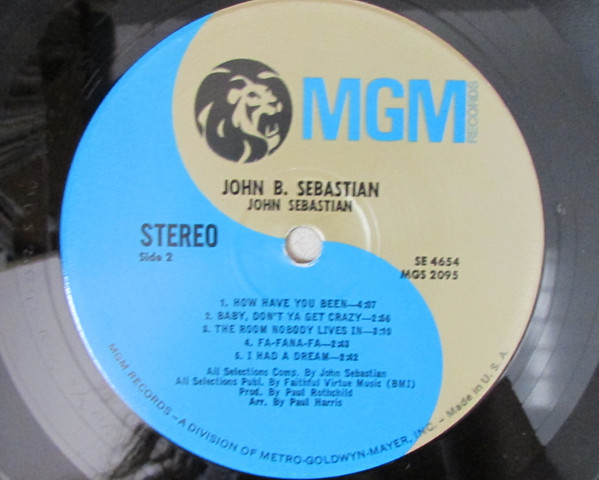 MGM
RECORDS
JOHN B. SEBASTIAN
JOHN SEBASTIAN
STEREO
Side 2
SE 4654
MGS 2095
1. HOW HAVE YOU BEEN—4:07
2. BABY, DON'T YA GET CRAZY—2:56
3. THE ROOM NOBODY LIVES IN—3:10
4. FA-FANA-FA—2:43
5. I HAD A DREAM—2:52
All Selections Comp. By John Sebastian
All Selections Publ. By Faithful Virtue Music (BMI)
Prod. By Paul Rothchild
Arr. By Paul Harris
MGM RECORDS – A DIVISION OF METRO-GOLDWYN-MAYER, INC. – Made in U. S. A.